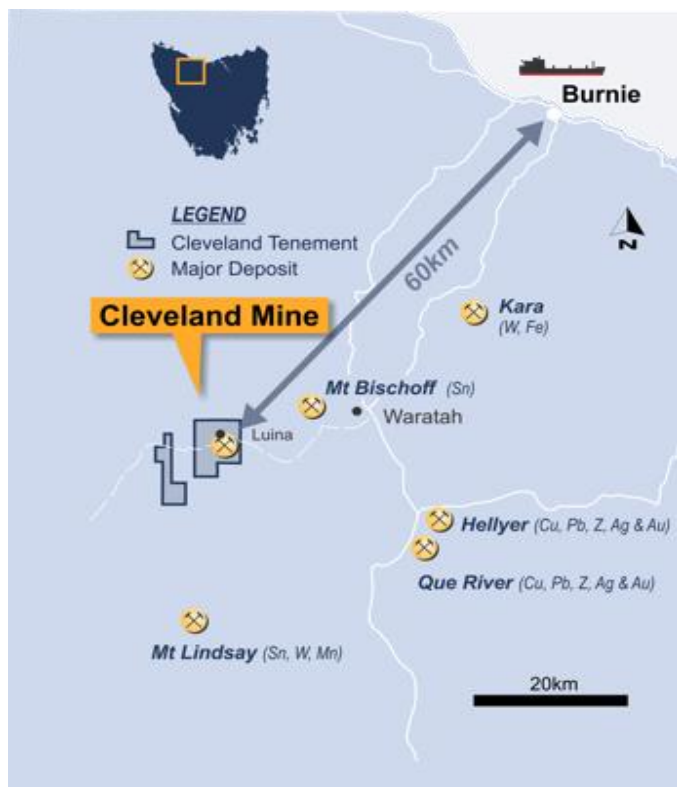 Burnie
LEGEND
Cleveland Tenement
Major Deposit
N
60km
Cleveland Mine
Kara
(W, Fe)
Mt Bischoff (Sn)
Waratah
Luina
Hellyer (Cu, Pb, Z, Ag & Au)
Que River (Cu, Pb, Z, Ag & Au)
Mt Lindsay (Sn, W, Mn)
20km